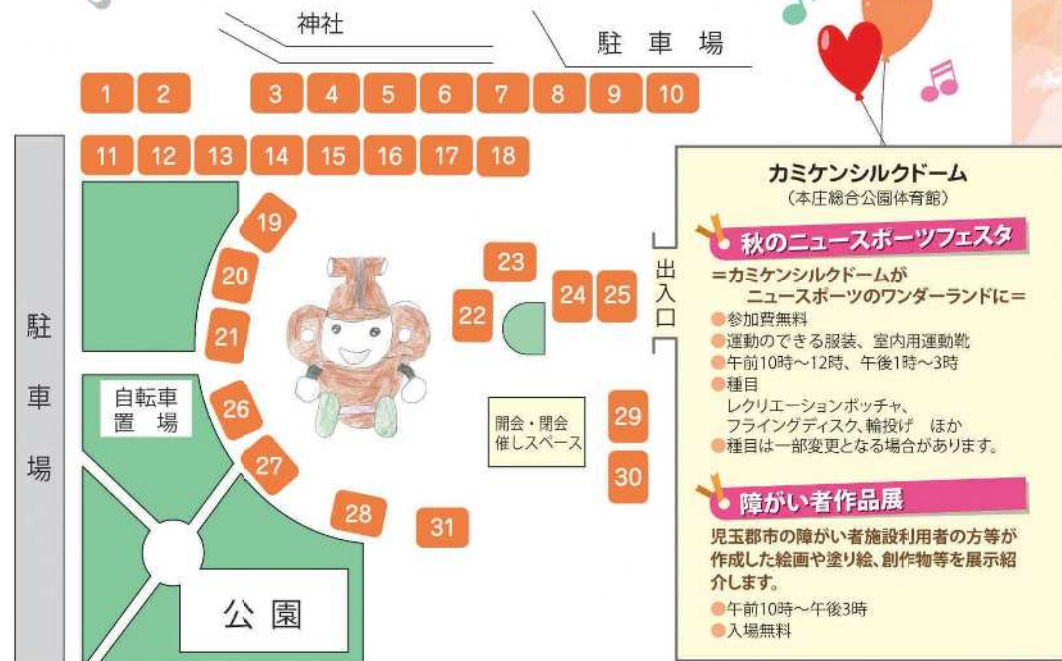 神社
駐 車 場
1 2 3 4 5 6 7 8 9 10
11 12 13 14 15 16 17 18
19
20
21
22
23
24 25
26
27
28
29
30
31
駐車場
自転車
置 場
公 園
開会・閉会
催しスペース
出入口
カミケンシルクドーム
（本庄総合公園体育館）
秋のニュースポーツフェスタ
＝カミケンシルクドームが
ニュースポーツのワンダーランドに＝
●参加費無料
●運動のできる服装、室内用運動靴
●午前10時～12時、午後1時～3時
●種目
レクリエーションボッチャ、
フライングディスク、輪投げ　ほか
●種目は一部変更となる場合があります。
障がい者作品展
児玉郡市の障がい者施設利用者の方等が
作成した絵画や塗り絵、創作物等を展示紹
介します。
●午前10時～午後3時
●入場無料